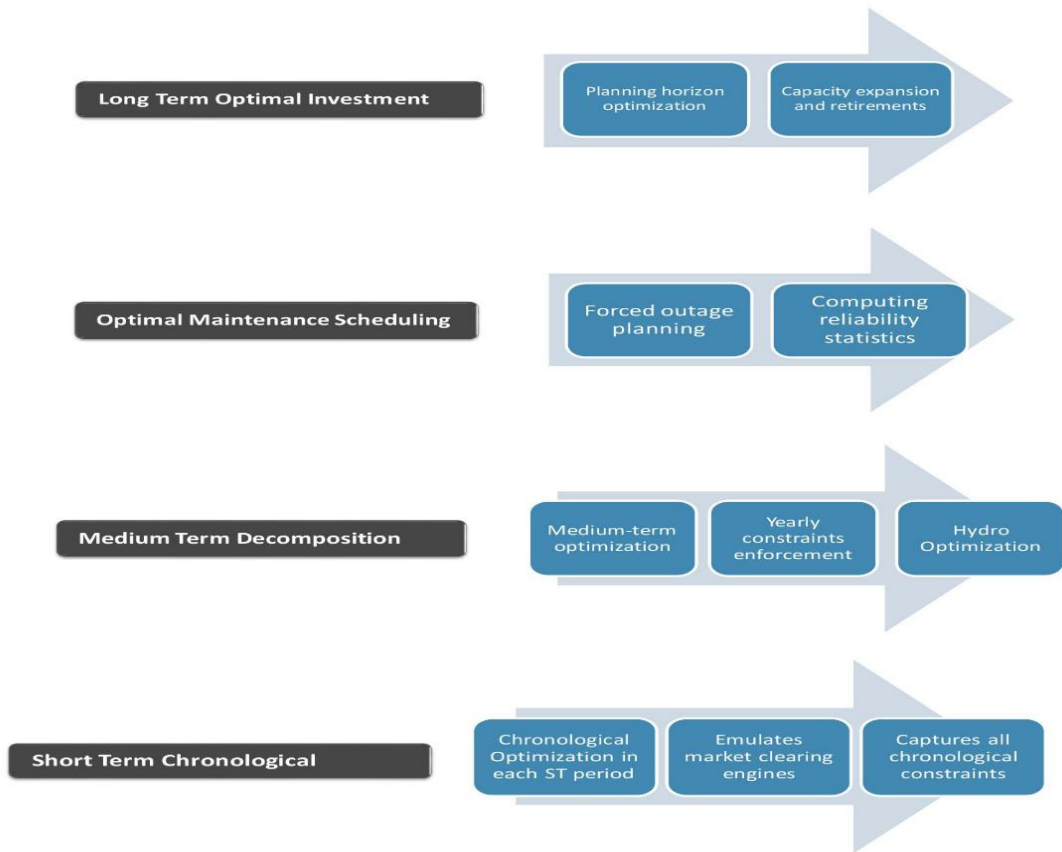 Long Term Optimal Investment
Planning horizon
optimization
Capacity expansion
and retirements
Optimal Maintenance Scheduling
Forced outage
planning
Computing
reliability
statistics
Medium Term Decomposition
Medium-term
optimization
Yearly
constraints
enforcement
Hydro
Optimization
Short Term Chronological
Chronological
Optimization in
each ST period
Emulates
market clearing
engines
Captures all
chronological
constraints